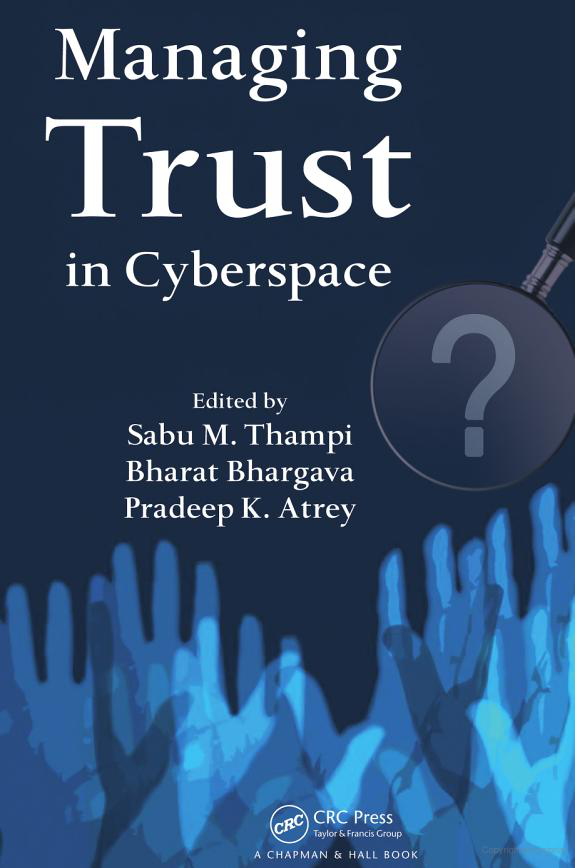 Managing
Trust
in Cyberspace
?
Edited by
Sabu M. Thampi
Bharat Bhargava
Pradeep K. Atrey
CRC
CRC Press
Taylor & Francis Group
A CHAPMAN & HALL BOOK